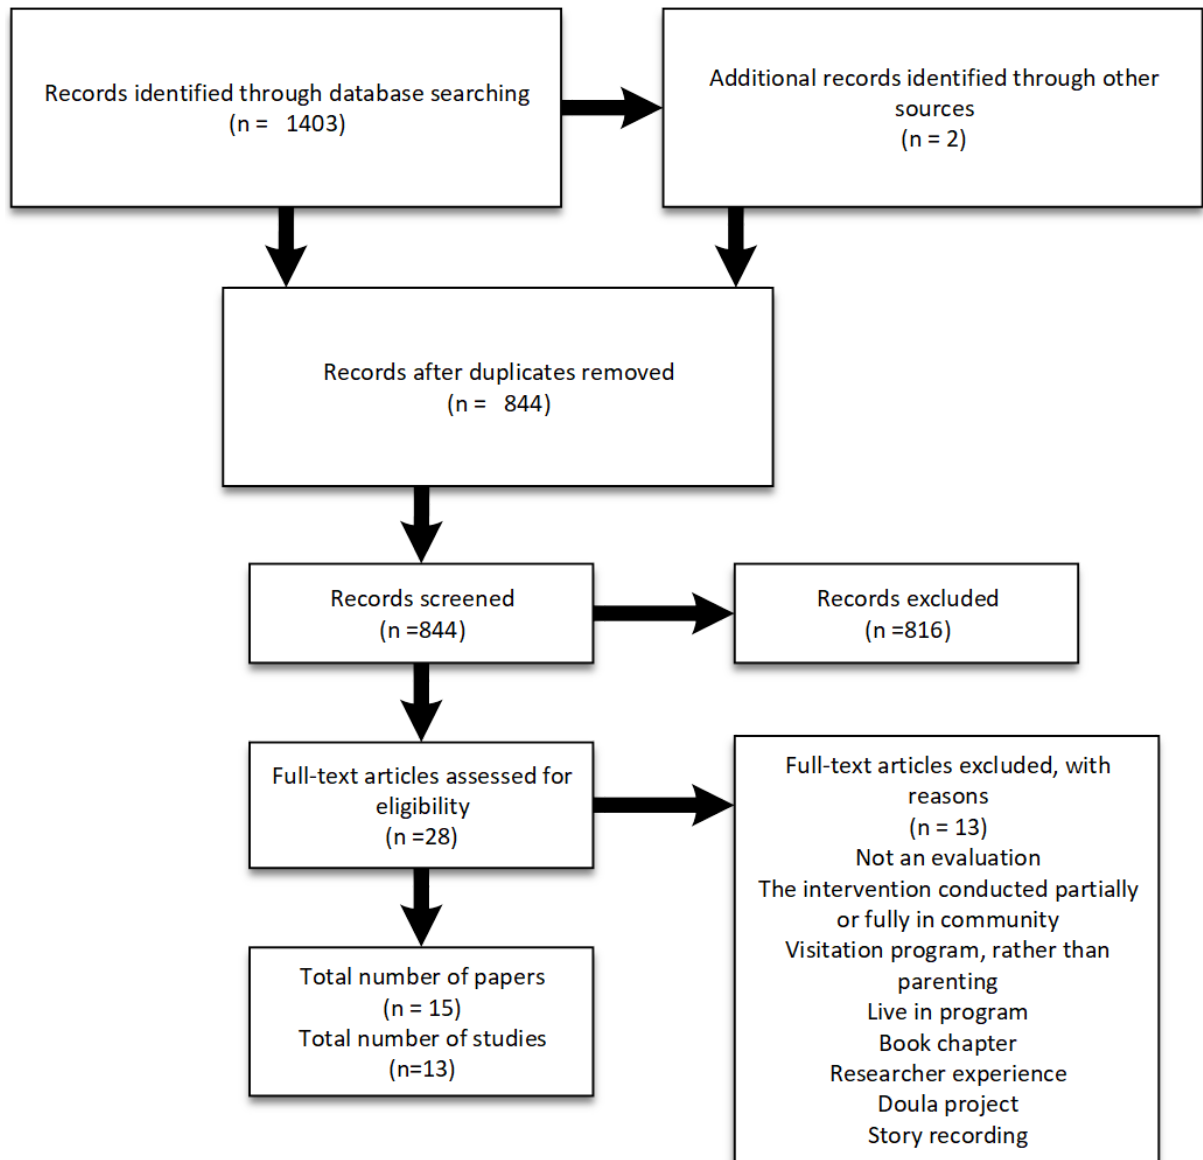 Records identified through database searching
(n =   1403)
Additional records identified through other
sources
(n = 2)
Records after duplicates removed
(n =   844)
Records screened
(n =844)
Records excluded
(n =816)
Full-text articles assessed for
eligibility
(n =28)
Full-text articles excluded, with
reasons
(n = 13)
Not an evaluation
The intervention conducted partially
or fully in community
Visitation program, rather than
parenting
Live in program
Book chapter
Researcher experience
Doula project
Story recording
Total number of papers
(n = 15)
Total number of studies
(n=13)